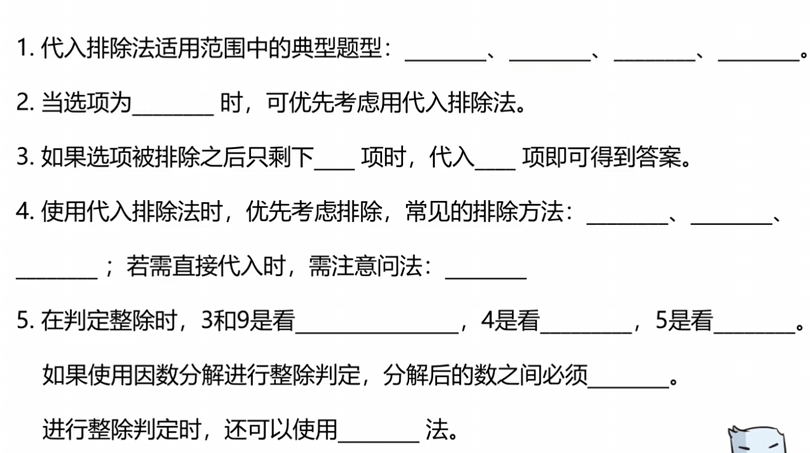 1. 代入排除法适用范围中的典型题型：________、________、________、________。
2. 当选项为________ 时，可优先考虑用代入排除法。
3. 如果选项被排除之后只剩下____ 项时，代入____ 项即可得到答案。
4. 使用代入排除法时，优先考虑排除，常见的排除方法：________、________、
________ ；若需直接代入时，需注意问法：________
5. 在判定整除时，3和9是看________________，4是看_________，5是看________。
如果使用因数分解进行整除判定，分解后的数之间必须________。
进行整除判定时，还可以使用________ 法。